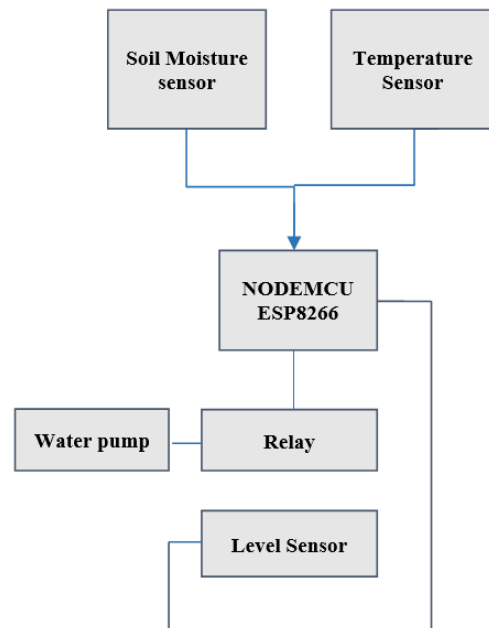 Soil Moisture
sensor
Temperature
Sensor
NODEMCU
ESP8266
Water pump
Relay
Level Sensor